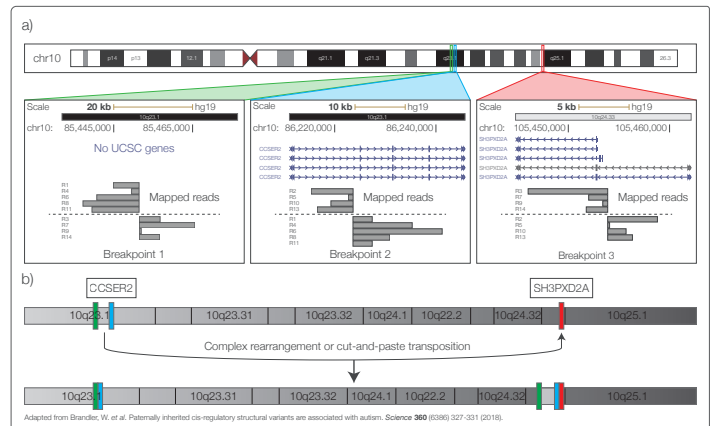 a)
chr10
p14
p13
12.1
q21.1
q21.3
q25.1
26.3
Scale
20 kb
hg19
10q23.1
chr10:
85,445,000
85,465,000
No UCSC genes
R1
R4
R6
R8
R11
Mapped reads
R3
R7
R9
R14
Breakpoint 1
Scale
10 kb
hg19
10q23.1
chr10:
86,220,000
86,240,000
CCSER2
CCSER2
CCSER2
CCSER2
R2
R5
R10
R13
Mapped reads
R1
R4
R6
R8
R11
Breakpoint 2
Scale
5 kb
hg19
10q24.33
chr10:
105,450,000
105,460,000
SH3PXD2A
SH3PXD2A
SH3PXD2A
SH3PXD2A
SH3PXD2A
R3
R7
R9
R14
Mapped reads
R2
R5
R10
R13
Breakpoint 3
b)
CCSER2
SH3PXD2A
10q23.1
10q23.31
10q23.32
10q24.1
10q22.2
10q24.32
10q25.1
Complex rearrangement or cut-and-paste transposition
10q23.1
10q23.31
10q23.32
10q24.1
10q22.2
10q24.32
10q25.1
Adapted from Brandler, W. et al. Paternally inherited cis-regulatory structural variants are associated with autism. Science 360 (6386) 327-331 (2018).